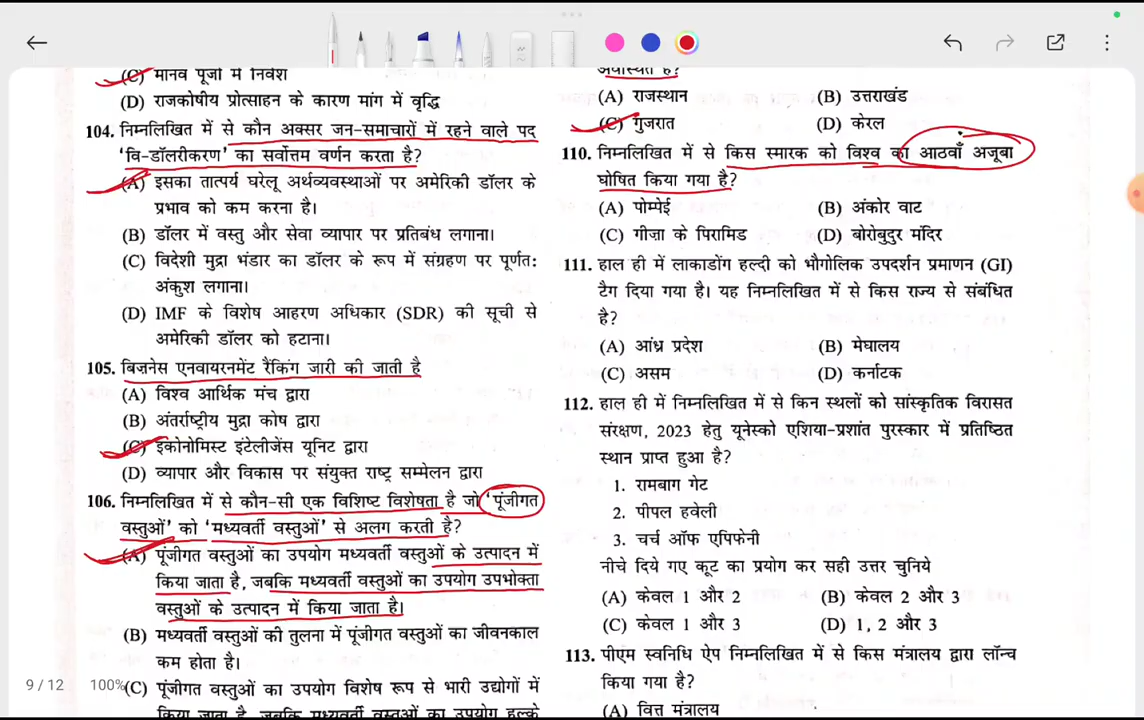 (C) मानव पूंजी में निवेश
(D) राजकोषीय प्रोत्साहन के कारण मांग में वृद्धि
104. निम्नलिखित में से कौन अक्सर जन-समाचारों में रहने वाले पद
'वि-डॉलरीकरण' का सर्वोत्तम वर्णन करता है?
(A) इसका तात्पर्य घरेलू अर्थव्यवस्थाओं पर अमेरिकी डॉलर के
प्रभाव को कम करना है।
(B) डॉलर में वस्तु और सेवा व्यापार पर प्रतिबंध लगाना।
(C) विदेशी मुद्रा भंडार का डॉलर के रूप में संग्रहण पर पूर्णत:
अंकुश लगाना।
(D) IMF के विशेष आहरण अधिकार (SDR) की सूची से
अमेरिकी डॉलर को हटाना।
105. बिजनेस एनवायरनमेंट रैंकिंग जारी की जाती है
(A) विश्व आर्थिक मंच द्वारा
(B) अंतर्राष्ट्रीय मुद्रा कोष द्वारा
(C) इकोनोमिस्ट इंटेलीजेंस यूनिट द्वारा
(D) व्यापार और विकास पर संयुक्त राष्ट्र सम्मेलन द्वारा
106. निम्नलिखित में से कौन-सी एक विशिष्ट विशेषता है जो 'पूंजीगत
वस्तुओं' को 'मध्यवर्ती वस्तुओं' से अलग करती है?
(A) पूंजीगत वस्तुओं का उपयोग मध्यवर्ती वस्तुओं के उत्पादन में
किया जाता है, जबकि मध्यवर्ती वस्तुओं का उपयोग उपभोक्ता
वस्तुओं के उत्पादन में किया जाता है।
(B) मध्यवर्ती वस्तुओं की तुलना में पूंजीगत वस्तुओं का जीवनकाल
कम होता है।
(C) पूंजीगत वस्तुओं का उपयोग विशेष रूप से भारी उद्योगों में
किया जाता है, जबकि मध्यवर्ती वस्तुओं का उपयोग हल्के
9 / 12 100%
अवस्थित है?
(A) राजस्थान (B) उत्तराखंड
(C) गुजरात (D) केरल
110. निम्नलिखित में से किस स्मारक को विश्व का आठवाँ अजूबा
घोषित किया गया है?
(A) पोम्पेई (B) अंकोर वाट
(C) गीज़ा के पिरामिड (D) बोरोबुदुर मंदिर
111. हाल ही में लाकाडोंग हल्दी को भौगोलिक उपदर्शन प्रमाणन (GI)
टैग दिया गया है। यह निम्नलिखित में से किस राज्य से संबंधित
है?
(A) आंध्र प्रदेश (B) मेघालय
(C) असम (D) कर्नाटक
112. हाल ही में निम्नलिखित में से किन स्थलों को सांस्कृतिक विरासत
संरक्षण, 2023 हेतु यूनेस्को एशिया-प्रशांत पुरस्कार में प्रतिष्ठित
स्थान प्राप्त हुआ है?
1. रामबाग गेट
2. पीपल हवेली
3. चर्च ऑफ एपिफेनी
नीचे दिये गए कूट का प्रयोग कर सही उत्तर चुनिये
(A) केवल 1 और 2 (B) केवल 2 और 3
(C) केवल 1 और 3 (D) 1, 2 और 3
113. पीएम स्वनिधि ऐप निम्नलिखित में से किस मंत्रालय द्वारा लॉन्च
किया गया है?
(A) वित्त मंत्रालय